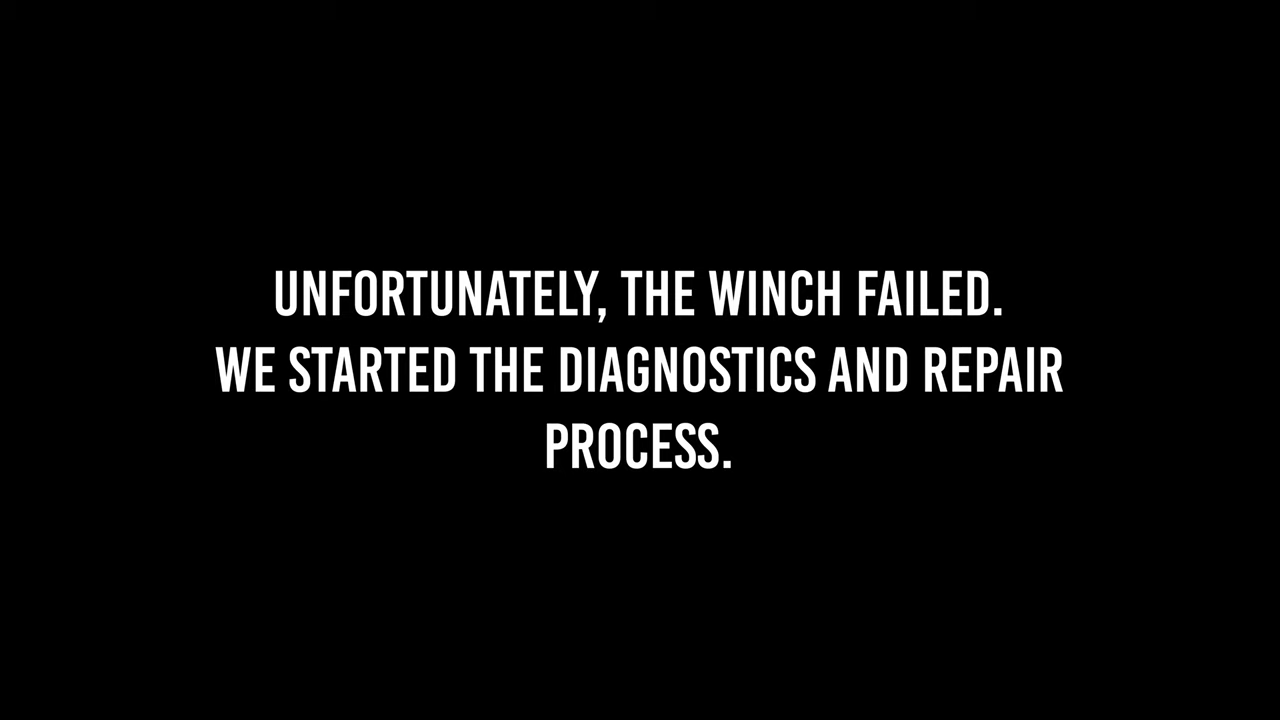 UNFORTUNATELY, THE WINCH FAILED.
WE STARTED THE DIAGNOSTICS AND REPAIR
PROCESS.